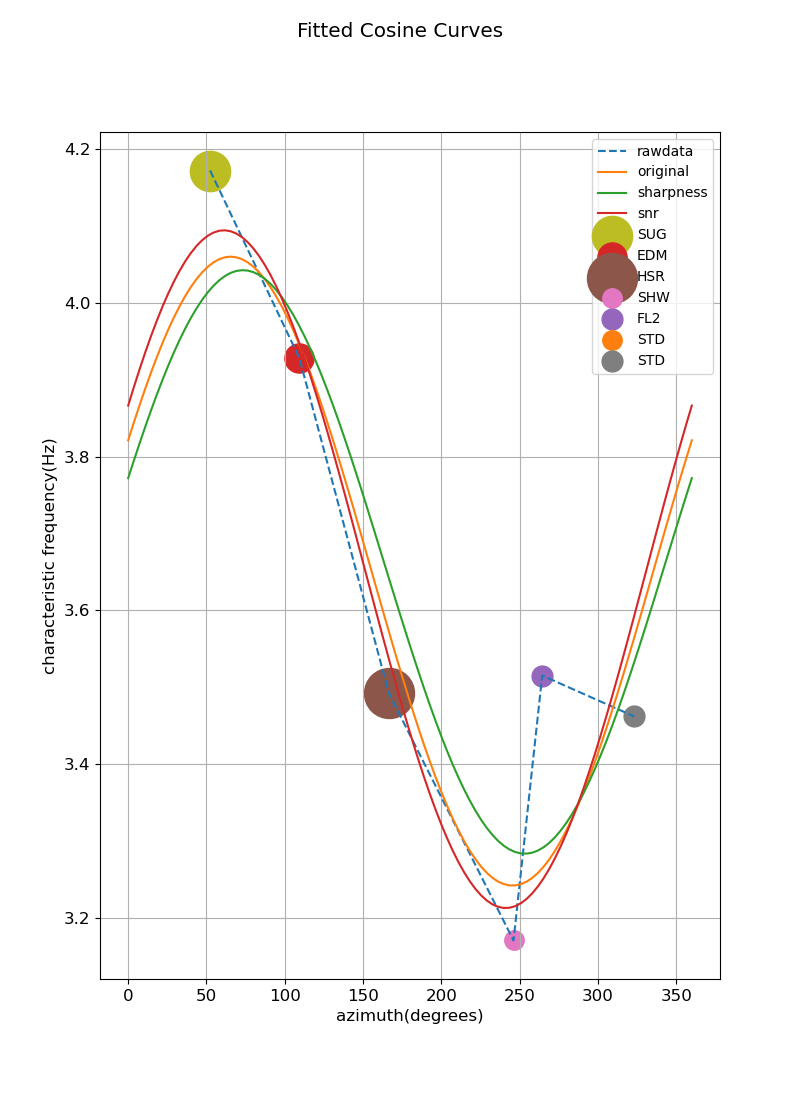 Fitted Cosine Curves
4.2
4.0
3.8
3.6
3.4
3.2
characteristic frequency(Hz)
rawdata
original
sharpness
snr
SUG
EDM
HSR
SHW
FL2
STD
STD
0 50 100 150 200 250 300 350
azimuth(degrees)